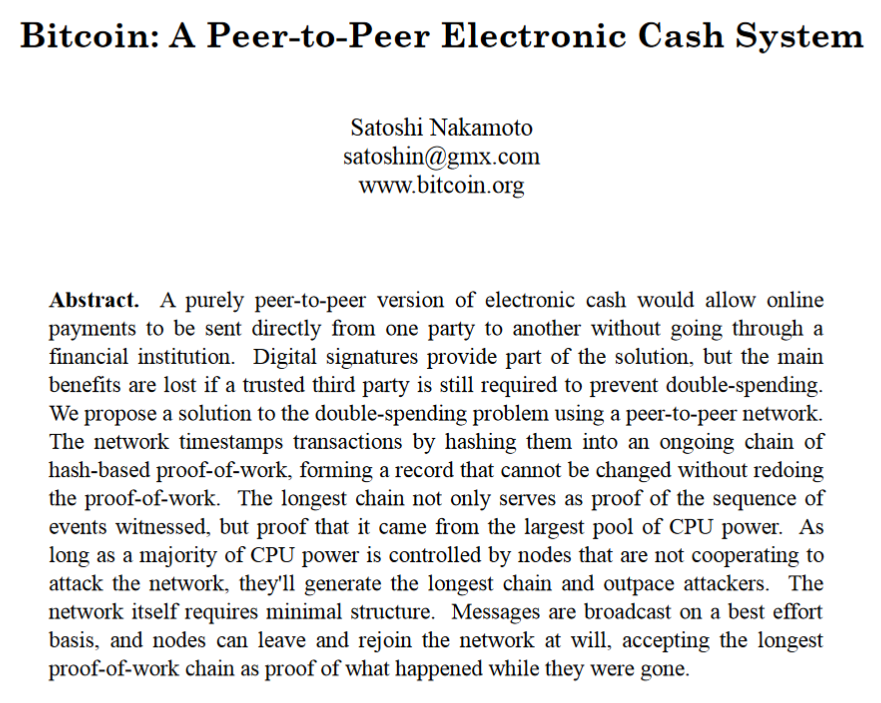 Bitcoin: A Peer-to-Peer Electronic Cash System
Satoshi Nakamoto
satoshin@gmx.com
www.bitcoin.org
Abstract. A purely peer-to-peer version of electronic cash would allow online
payments to be sent directly from one party to another without going through a
financial institution. Digital signatures provide part of the solution, but the main
benefits are lost if a trusted third party is still required to prevent double-spending.
We propose a solution to the double-spending problem using a peer-to-peer network.
The network timestamps transactions by hashing them into an ongoing chain of
hash-based proof-of-work, forming a record that cannot be changed without redoing
the proof-of-work. The longest chain not only serves as proof of the sequence of
events witnessed, but proof that it came from the largest pool of CPU power. As
long as a majority of CPU power is controlled by nodes that are not cooperating to
attack the network, they'll generate the longest chain and outpace attackers. The
network itself requires minimal structure. Messages are broadcast on a best effort
basis, and nodes can leave and rejoin the network at will, accepting the longest
proof-of-work chain as proof of what happened while they were gone.